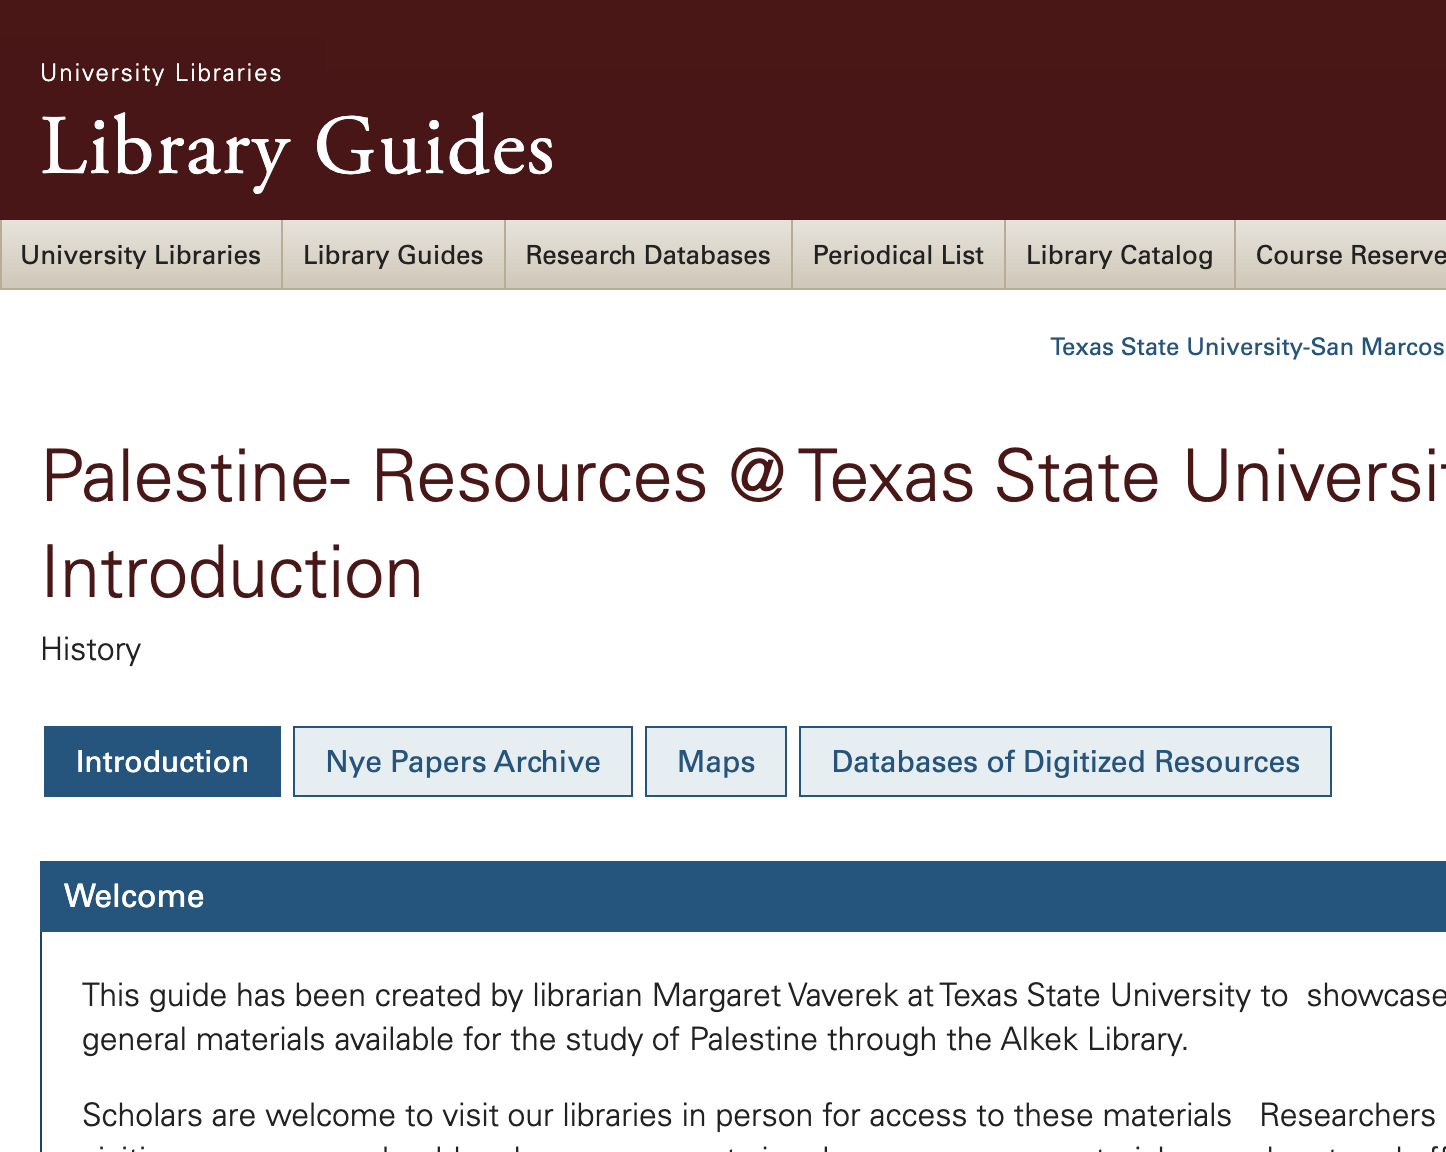 University Libraries
Library Guides
University Libraries
Library Guides
Research Databases
Periodical List
Library Catalog
Course Reserve
Texas State University-San Marcos
Palestine- Resources @ Texas State Universi
Introduction
History
Introduction
Nye Papers Archive
Maps
Databases of Digitized Resources
Welcome
This guide has been created by librarian Margaret Vaverek at Texas State University to showcase
general materials available for the study of Palestine through the Alkek Library.
Scholars are welcome to visit our libraries in person for access to these materials Researchers